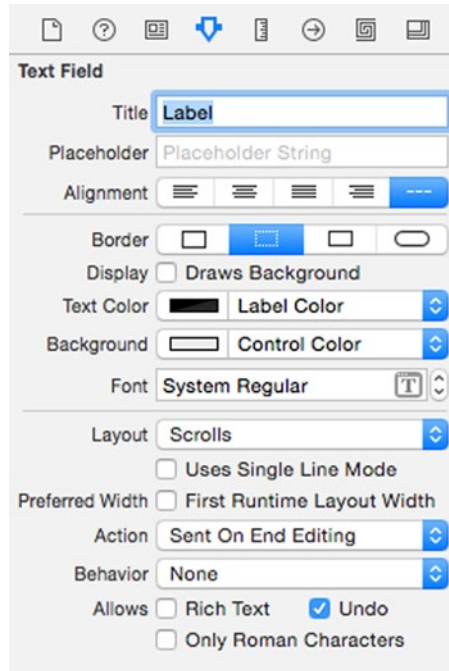 Text Field
Title Label
Placeholder Placeholder String
Alignment
Border
Display Draws Background
Text Color Label Color
Background Control Color
Font System Regular T
Layout Scrolls
Uses Single Line Mode
Preferred Width First Runtime Layout Width
Action Sent On End Editing
Behavior None
Allows Rich Text Undo
Only Roman Characters